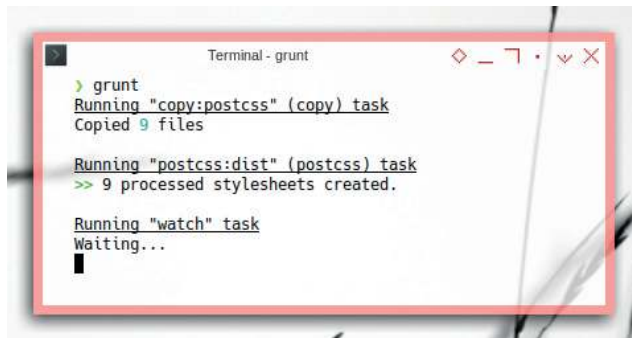 Terminal - grunt
❯ grunt
Running "copy:postcss" (copy) task
Copied 9 files
Running "postcss:dist" (postcss) task
>> 9 processed stylesheets created.
Running "watch" task
Waiting...